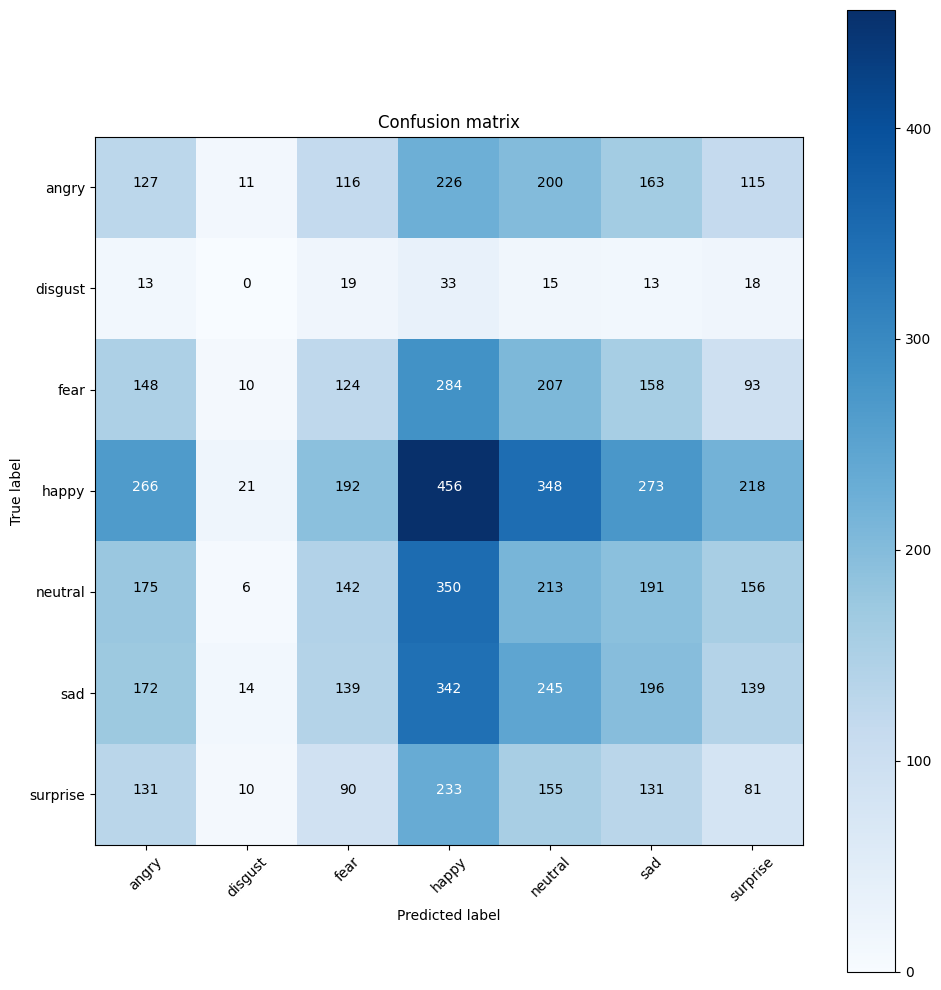 Confusion matrix
angry 127 11 116 226 200 163 115
disgust 13 0 19 33 15 13 18
fear 148 10 124 284 207 158 93
happy 266 21 192 456 348 273 218
neutral 175 6 142 350 213 191 156
sad 172 14 139 342 245 196 139
surprise 131 10 90 233 155 131 81
True label
angry disgust fear happy neutral sad surprise
Predicted label
400
300
200
100
0